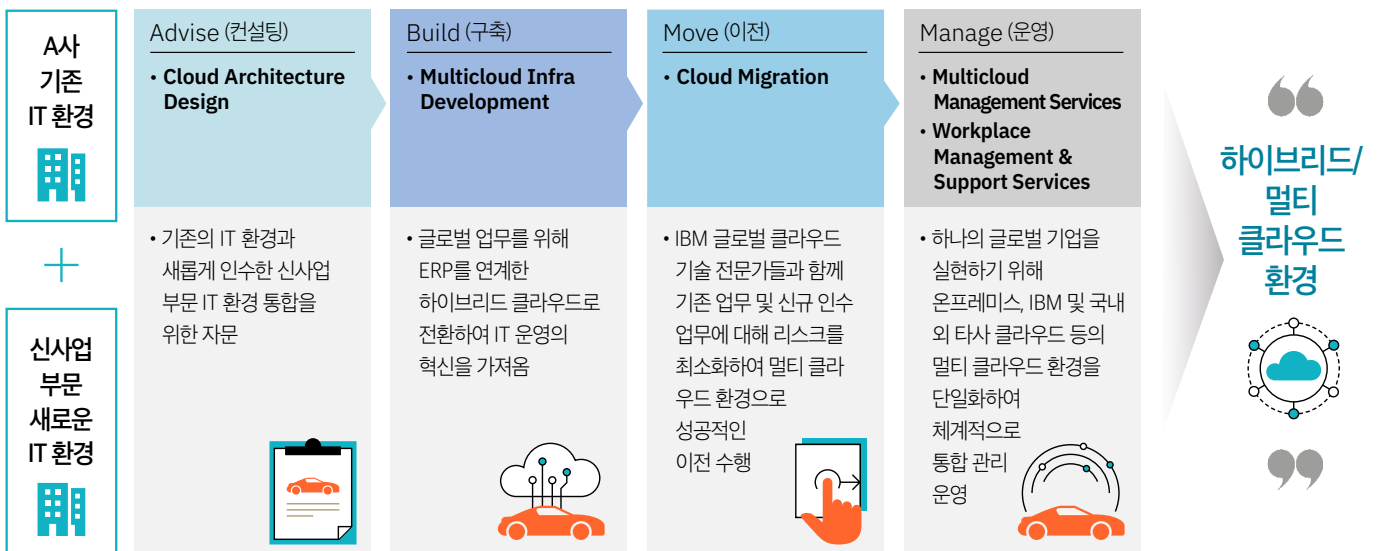 A사
기존
IT 환경
신사업
부문
새로운
IT 환경
Advise (컨설팅)
• Cloud Architecture
Design
• 기존의 IT 환경과
새롭게 인수한 신사업
부문 IT 환경 통합을
위한 자문
Build (구축)
• Multicloud Infra
Development
• 글로벌 업무를 위해
ERP를 연계한
하이브리드 클라우드로
전환하여 IT 운영의
혁신을 가져옴
Move (이전)
• Cloud Migration
• IBM 글로벌 클라우드
기술 전문가들과 함께
기존 업무 및 신규 인수
업무에 대해 리스크를
최소화하여 멀티 클라
우드 환경으로
성공적인
이전 수행
Manage (운영)
• Multicloud
Management Services
• Workplace
Management &
Support Services
• 하나의 글로벌 기업을
실현하기 위해
온프레미스, IBM 및 국내
외 타사 클라우드 등의
멀티 클라우드 환경을
단일화하여
체계적으로
통합 관리
운영
❝
하이브리드/
멀티
클라우드
환경
❞